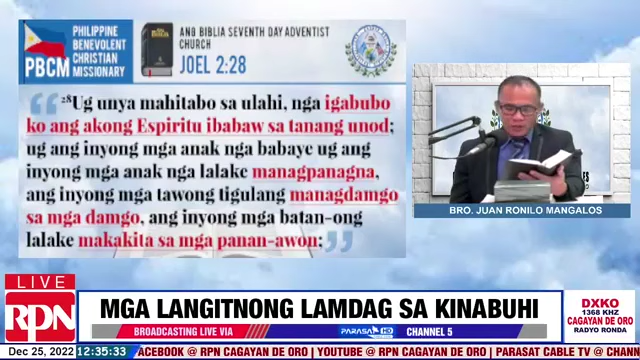 PHILIPPINE
BENEVOLENT
CHRISTIAN
MISSIONARY
PBCM
ANG BIBLIA SEVENTH DAY ADVENTIST
CHURCH
JOEL 2:28
“ 28Ug unya mahitabo sa ulahi, nga igabubo
ko ang akong Espiritu ibabaw sa tanang unod;
ug ang inyong mga anak nga babaye ug ang
inyong mga anak nga lalake managpanagna,
ang inyong mga tawong tigulang managdamgo
sa mga damgo, ang inyong mga batan-ong
lalake makakita sa mga panan-awon: ”
BRO. JUAN RONILO MANGALOS
LIVE
RPN
MGA LANGITNONG LAMDAG SA KINABUHI
BROADCASTING LIVE VIA
PARASAT HD
CHANNEL 5
DXKO
1368 KHZ
CAGAYAN DE ORO
RADYO RONDA
Dec 25, 2022 12:35:33 ACEBOOK @ RPN CAGAYAN DE ORO | YOUTUBE @ RPN CAGAYAN DE ORO | PARASAT CABLE TV @ CHAN